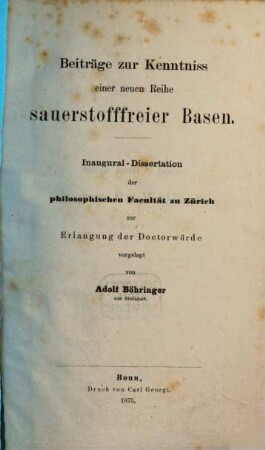 Beiträge zur Kenntniss
einer neuen Reihe
sauerstofffreier Basen.
Inaugural-Dissertation
der
philosophischen Facultät zu Zürich
zur
Erlangung der Doctorwürde
vorgelegt
von
Adolf Böhringer
aus Stuttgart.
Bonn,
Druck von Carl Georgi.
1875.